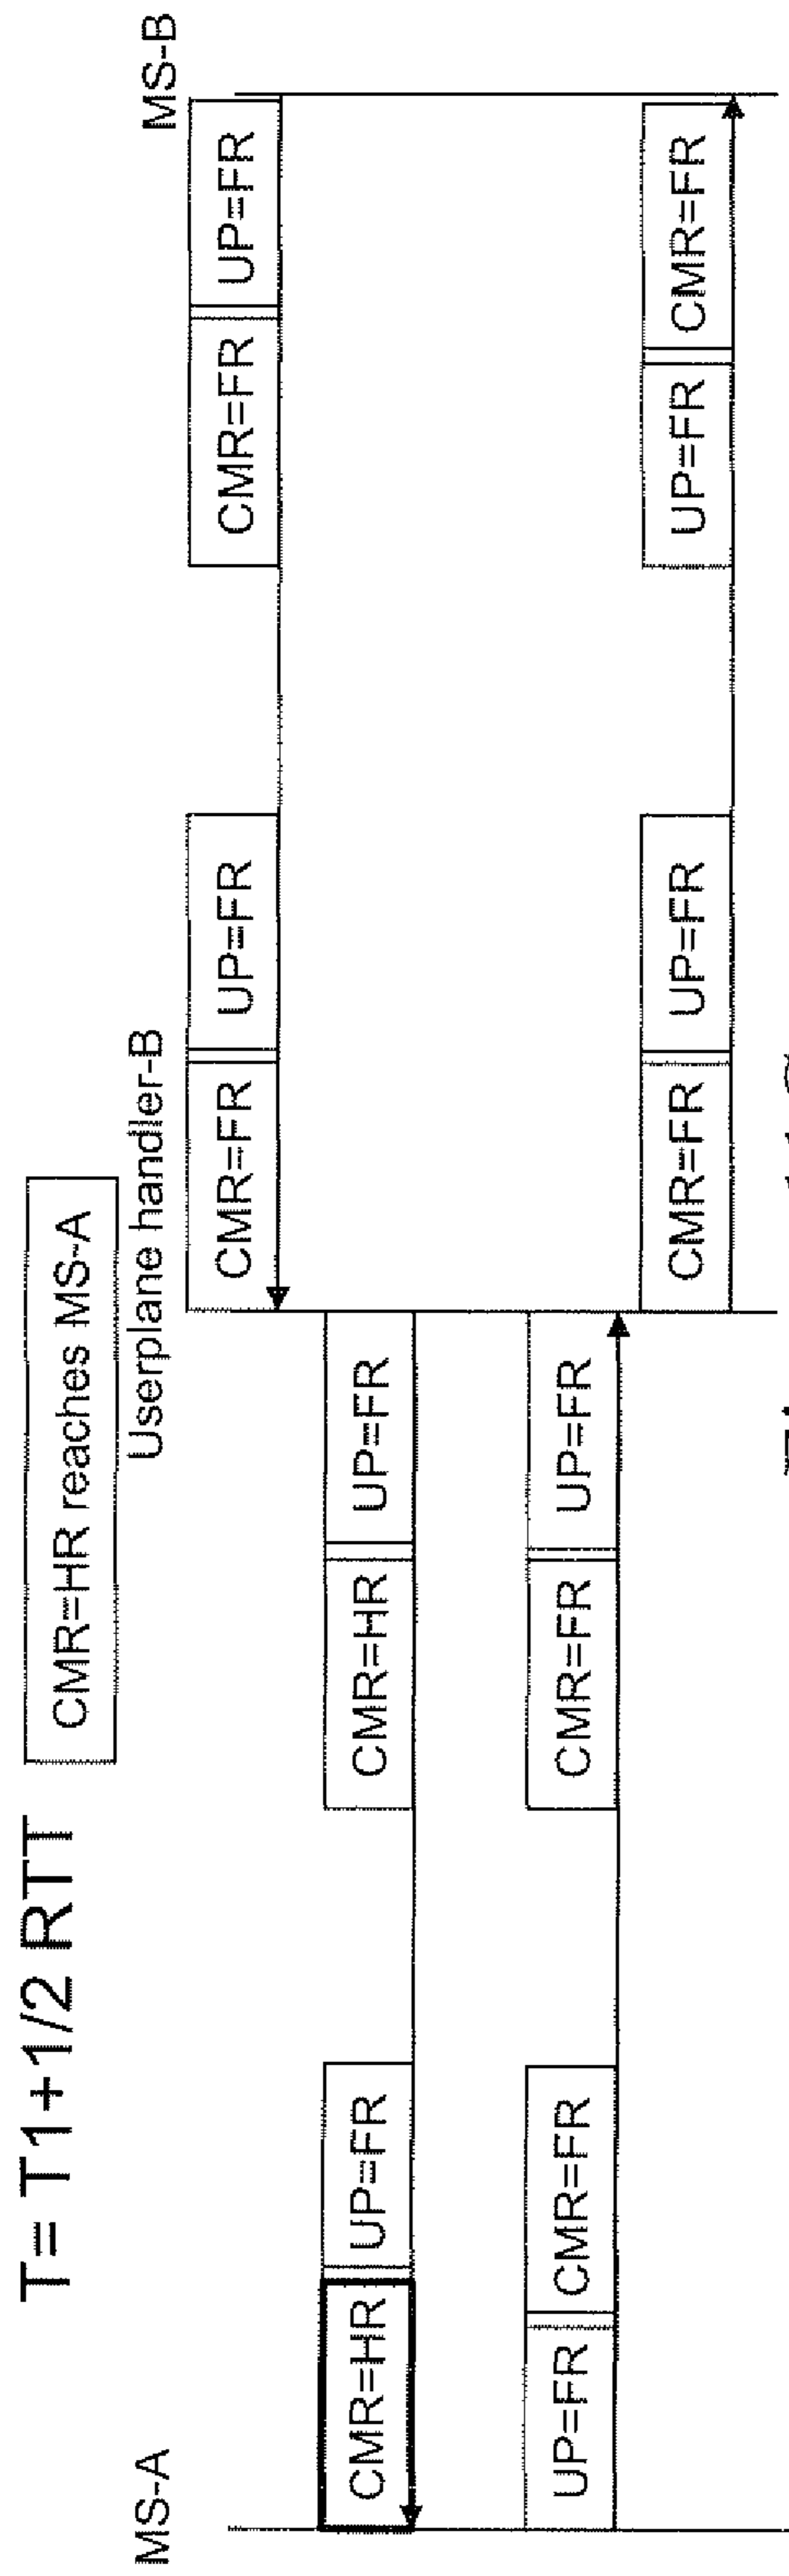 T= T1+1/2 RTT
CMR=HR reaches MS-A
MS-A
Userplane handler-B
MS-B
CMR=FR UP=FR
CMR=FR UP=FR
CMR=HR UP=FR
CMR=HR UP=FR
UP=FR CMR=FR
CMR=FR UP=FR
CMR=FR UP=FR
UP=FR CMR=FR